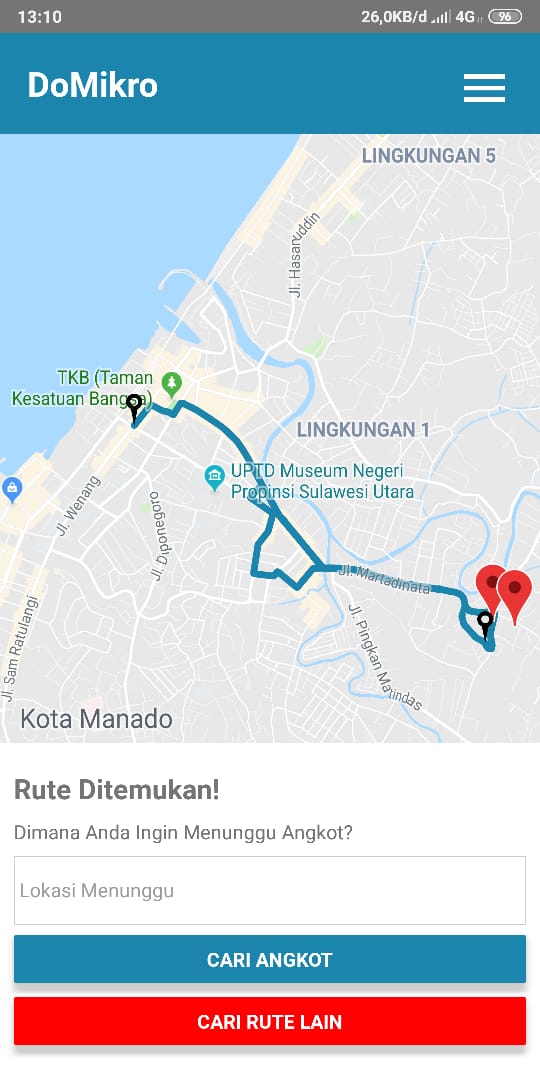 13:10
26,0KB/d 4G 96
DoMikro
LINGKUNGAN 5
Jl. Hasanuddin
TKB (Taman
Kesatuan Bangsa)
LINGKUNGAN 1
UPTD Museum Negeri
Propinsi Sulawesi Utara
Jl. Wenang
Jl. Diponegoro
Jl. Martadinata
Jl. Sam Ratulangi
Jl. Pingkan Matindas
Kota Manado
Rute Ditemukan!
Dimana Anda Ingin Menunggu Angkot?
Lokasi Menunggu
CARI ANGKOT
CARI RUTE LAIN